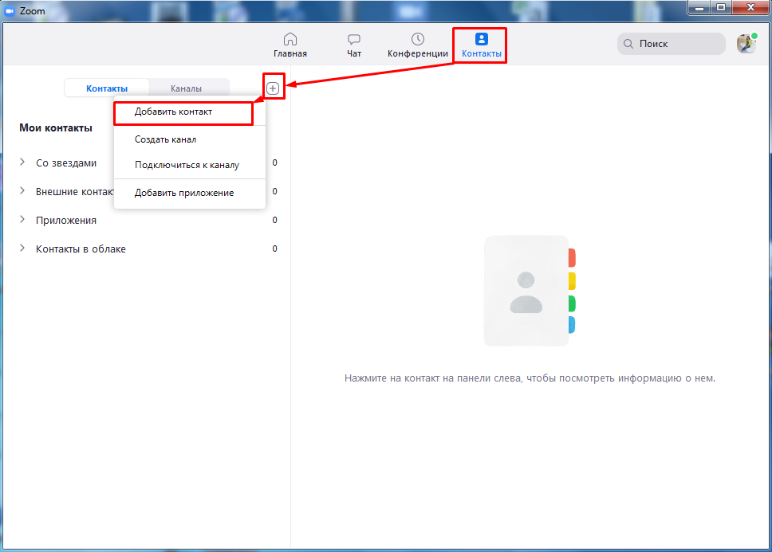 Zoom
Главная
Чат
Конференции
Контакты
Поиск
Контакты
Каналы
Добавить контакт
Мои контакты
Создать канал
Со звездами 0
Подключиться к каналу
Внешние контак 0
Добавить приложение
Приложения 0
Контакты в облаке 0
Нажмите на контакт на панели слева, чтобы посмотреть информацию о нем.